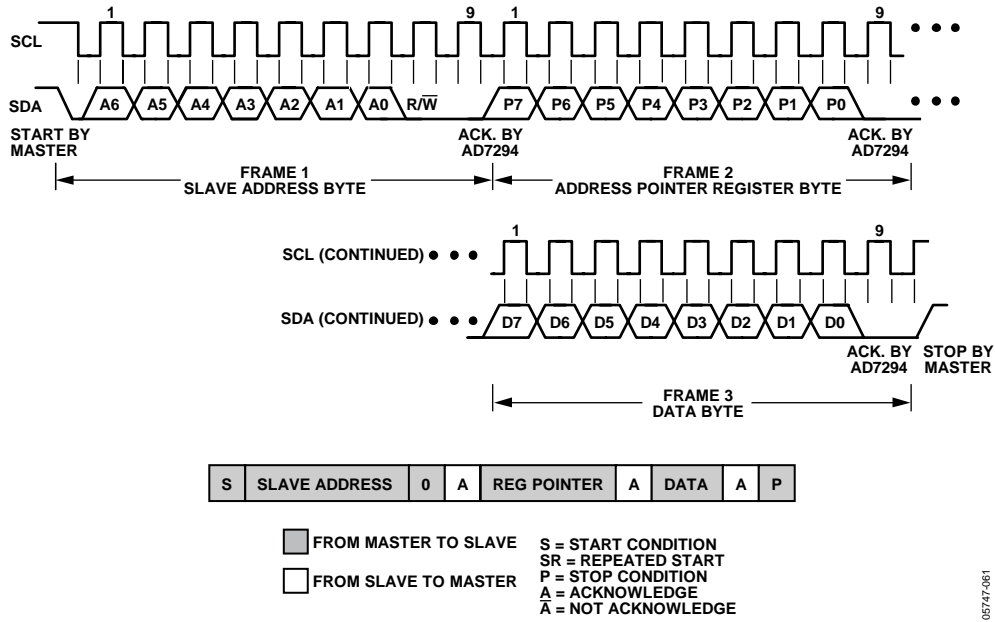 1 9 1 9
SCL
SDA A6 A5 A4 A3 A2 A1 A0 R/W̅ P7 P6 P5 P4 P3 P2 P1 P0
START BY
MASTER
ACK. BY
AD7294
ACK. BY
AD7294
FRAME 1
SLAVE ADDRESS BYTE
FRAME 2
ADDRESS POINTER REGISTER BYTE
1 9
SCL (CONTINUED)
SDA (CONTINUED) D7 D6 D5 D4 D3 D2 D1 D0
ACK. BY
AD7294
STOP BY
MASTER
FRAME 3
DATA BYTE
S SLAVE ADDRESS 0 A REG POINTER A DATA A P
FROM MASTER TO SLAVE
FROM SLAVE TO MASTER
S = START CONDITION
SR = REPEATED START
P = STOP CONDITION
A = ACKNOWLEDGE
A̅ = NOT ACKNOWLEDGE
05747-061